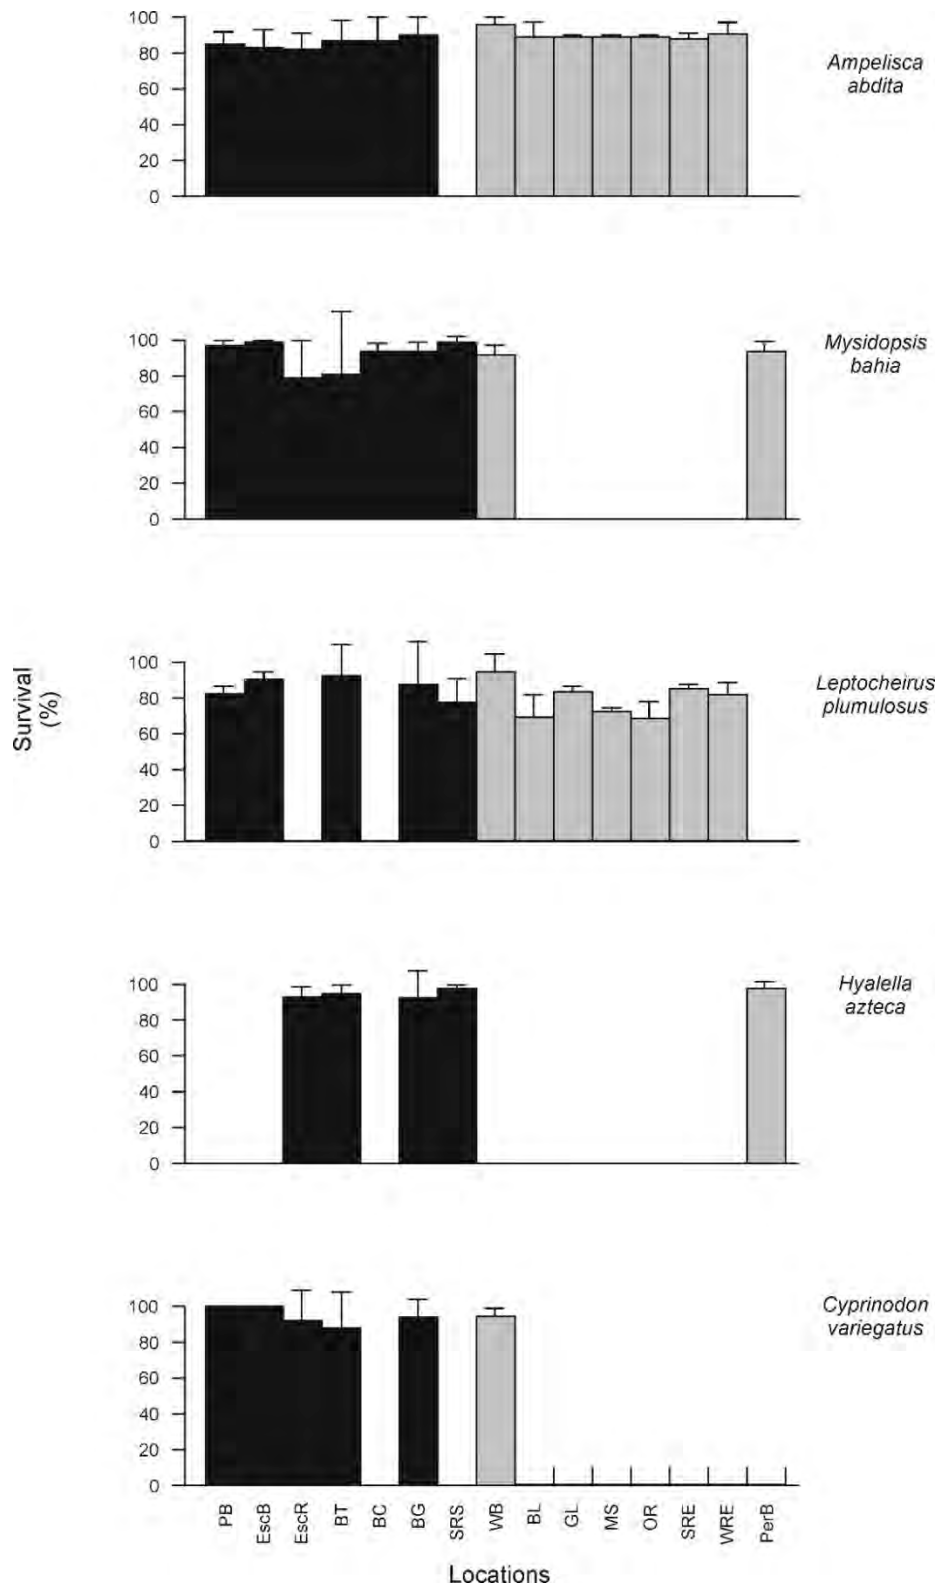 100
80
60
40
20
0
Ampelisca
abdita
100
80
60
40
20
0
Mysidopsis
bahia
Survival
(%)
100
80
60
40
20
0
Leptocheirus
plumulosus
100
80
60
40
20
0
Hyalella
azteca
100
80
60
40
20
0
Cyprinodon
variegatus
PB
EscB
EscR
BT
BC
BG
SRS
WB
BL
GL
MS
OR
SRE
WRE
PerB
Locations